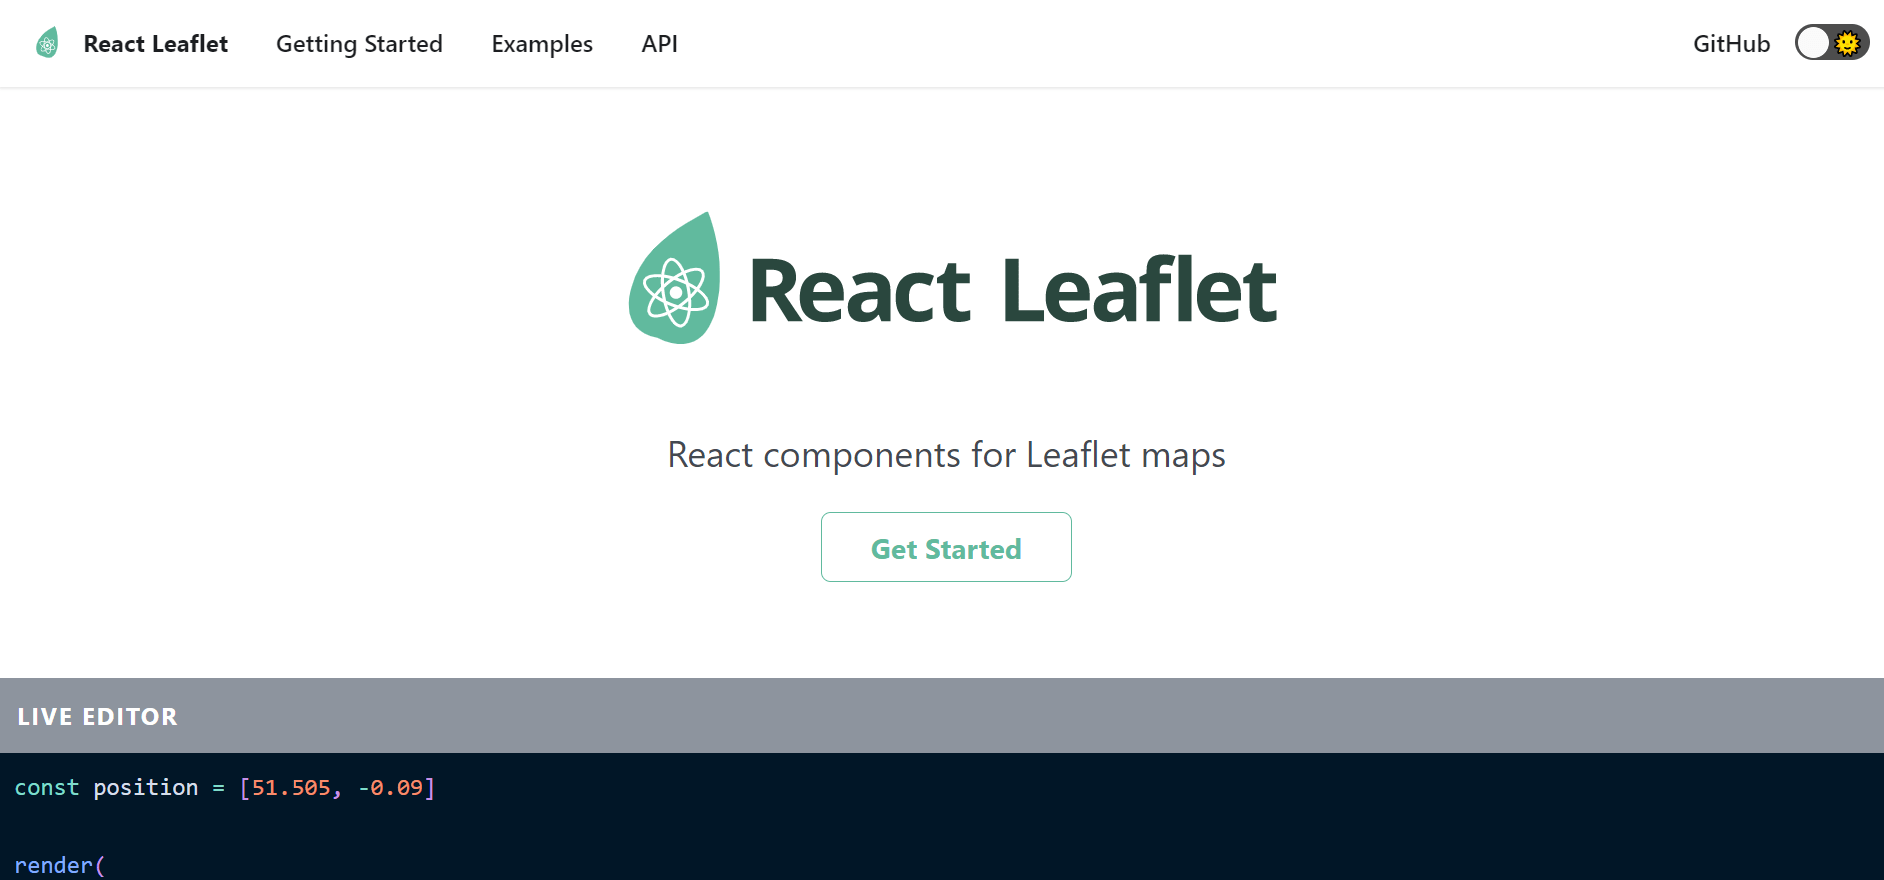 React Leaflet Getting Started Examples API GitHub
React Leaflet
React components for Leaflet maps
Get Started
LIVE EDITOR
const position = [51.505, -0.09]
render(